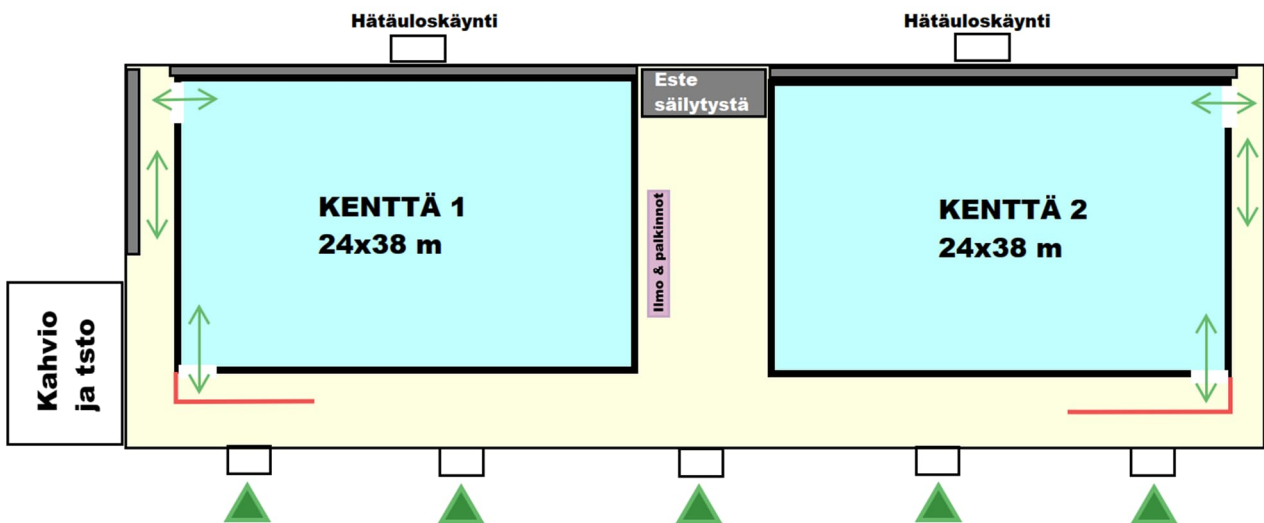 Hätäuloskäynti
Hätäuloskäynti
Este
säilytystä
KENTTÄ 1
24x38 m
Ilmo & palkinnot
KENTTÄ 2
24x38 m
Kahvio
ja tsto